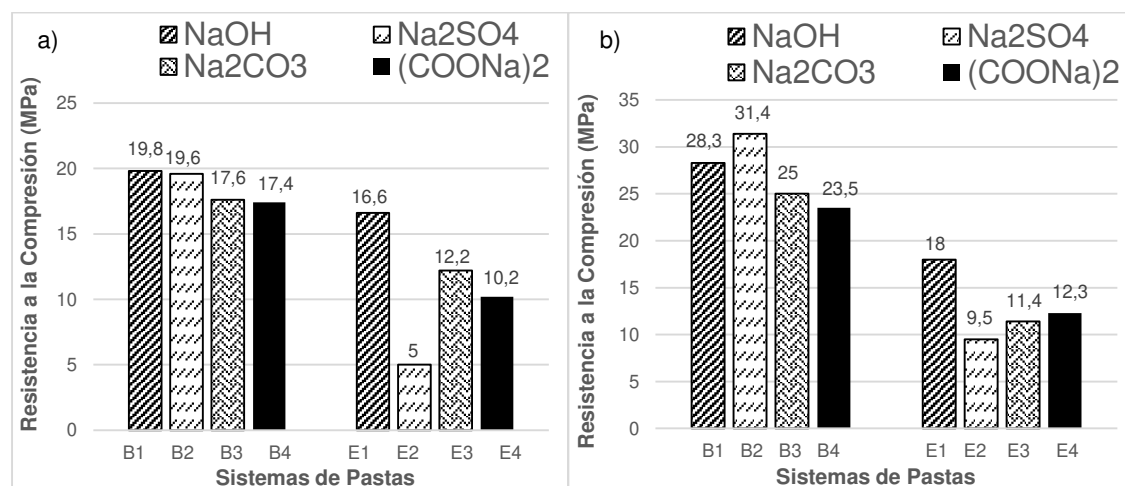 a)
NaOH Na2SO4
Na2CO3 (COONa)2
Resistencia a la Compresión (MPa)
25
20
15
10
5
0
19,8 19,6 17,6 17,4 16,6 5 12,2 10,2
B1 B2 B3 B4 E1 E2 E3 E4
Sistemas de Pastas
b)
NaOH Na2SO4
Na2CO3 (COONa)2
Resistencia a la Compresión (MPa)
35
30
25
20
15
10
5
0
28,3 31,4 25 23,5 18 9,5 11,4 12,3
B1 B2 B3 B4 E1 E2 E3 E4
Sistemas de Pastas